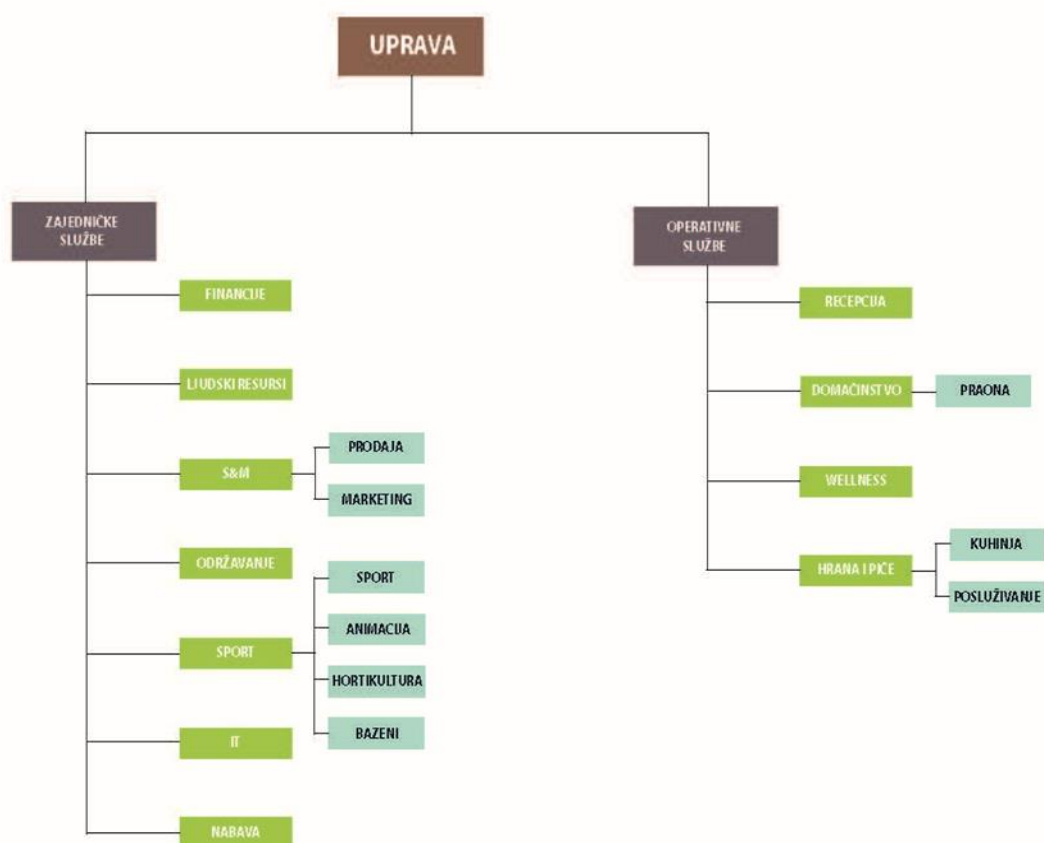 UPRAVA
ZAJEDNIČKE
SLUŽBE
FINANCIJE
LJUDSKI RESURSI
S&M
PRODAJA
MARKETING
ODRŽAVANJE
SPORT
SPORT
ANIMACIJA
HORTIKULTURA
BAZENI
IT
NABAVA
OPERATIVNE
SLUŽBE
RECEPCIJA
DOMAĆINSTVO
PRAONA
WELLNESS
HRANA I PIĆE
KUHINJA
POSLUŽIVANJE